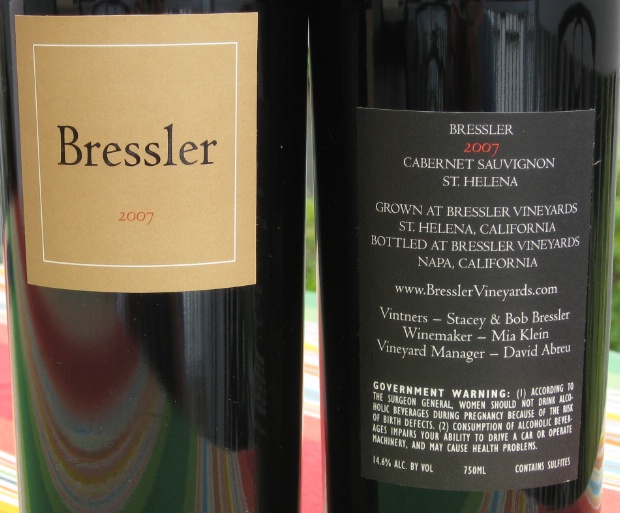 Bressler
2007
BRESSLER
2007
CABERNET SAUVIGNON
ST. HELENA
GROWN AT BRESSLER VINEYARDS
ST. HELENA, CALIFORNIA
BOTTLED AT BRESSLER VINEYARDS
NAPA, CALIFORNIA
www.BresslerVineyards.com
Vintners – Stacey & Bob Bressler
Winemaker – Mia Klein
Vineyard Manager – David Abreu
GOVERNMENT WARNING: (1) ACCORDING TO
THE SURGEON GENERAL, WOMEN SHOULD NOT DRINK ALCO-
HOLIC BEVERAGES DURING PREGNANCY BECAUSE OF THE RISK
OF BIRTH DEFECTS. (2) CONSUMPTION OF ALCOHOLIC BEVER-
AGES IMPAIRS YOUR ABILITY TO DRIVE A CAR OR OPERATE
MACHINERY, AND MAY CAUSE HEALTH PROBLEMS.
14.6% ALC. BY VOL 750ML CONTAINS SULFITES